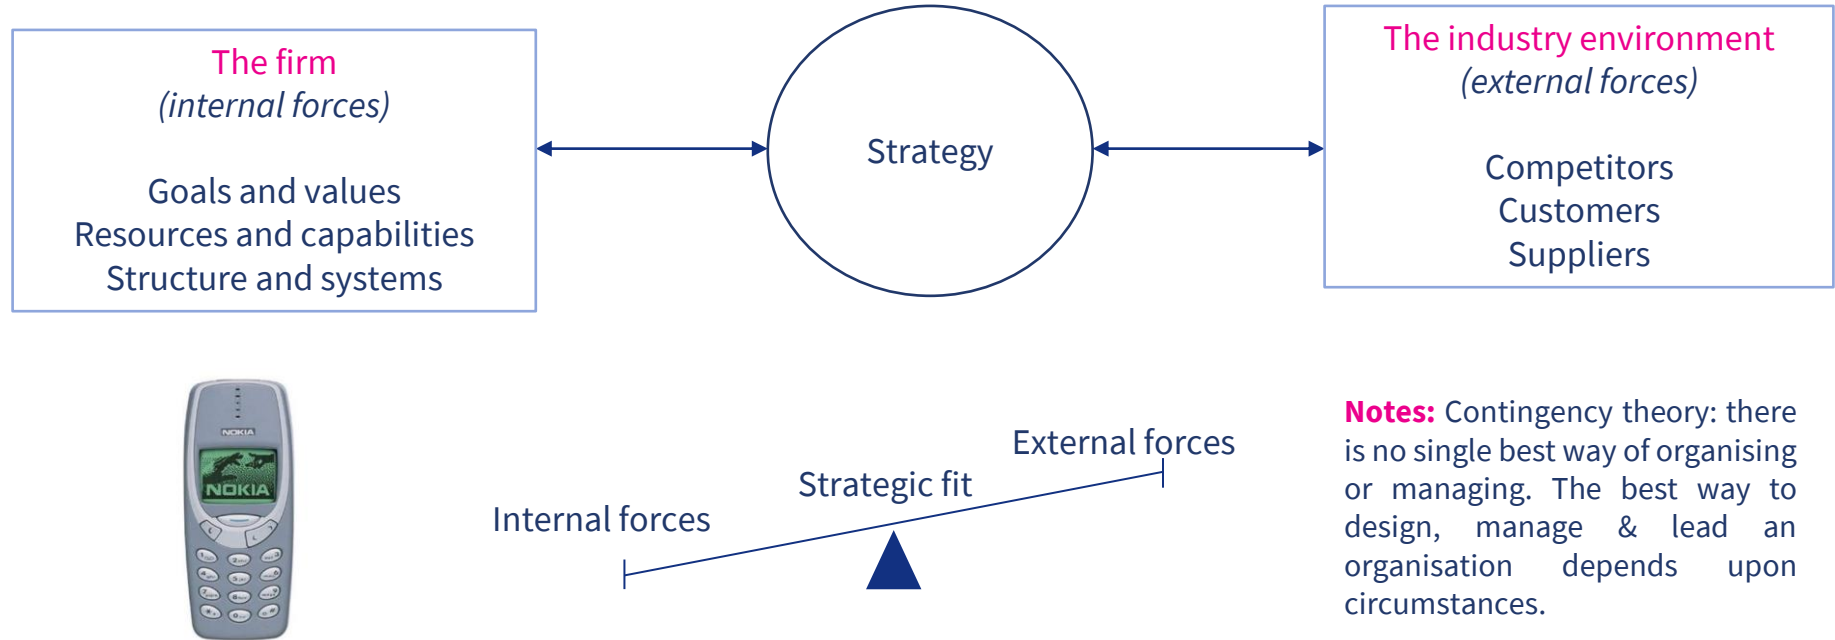 The firm
(internal forces)
Goals and values
Resources and capabilities
Structure and systems
Strategy
The industry environment
(external forces)
Competitors
Customers
Suppliers
NOKIA
NOKIA
Internal forces
Strategic fit
External forces
Notes: Contingency theory: there
is no single best way of organising
or managing. The best way to
design, manage & lead an
organisation depends upon
circumstances.